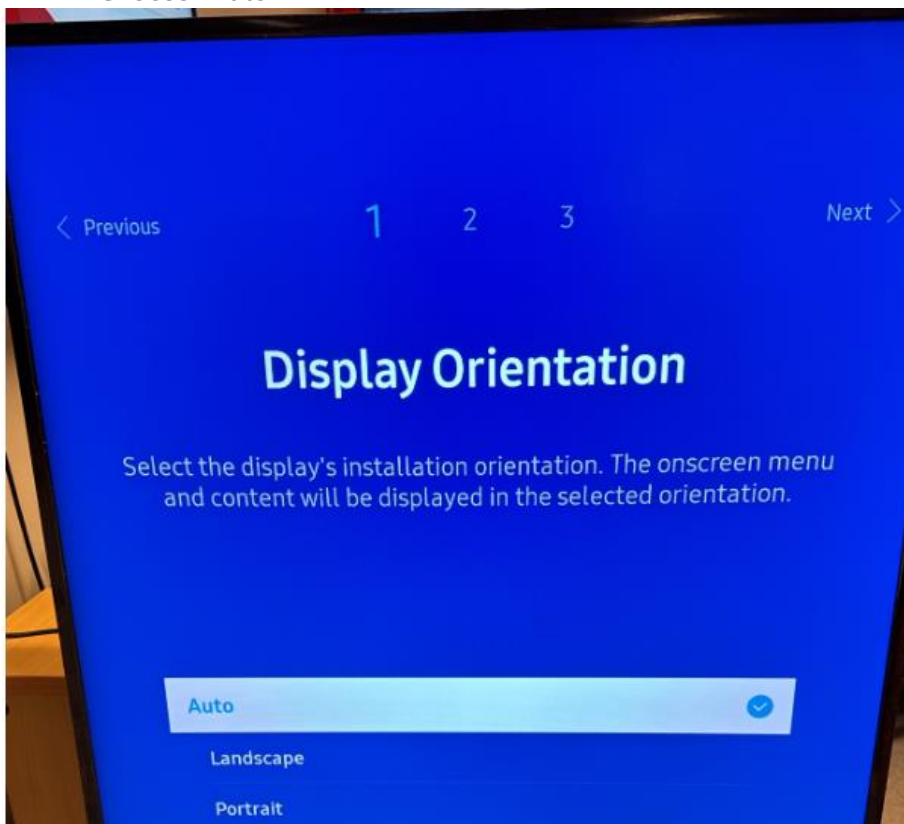 < Previous 1 2 3 Next >
Display Orientation
Select the display's installation orientation. The onscreen menu
and content will be displayed in the selected orientation.
Auto
Landscape
Portrait